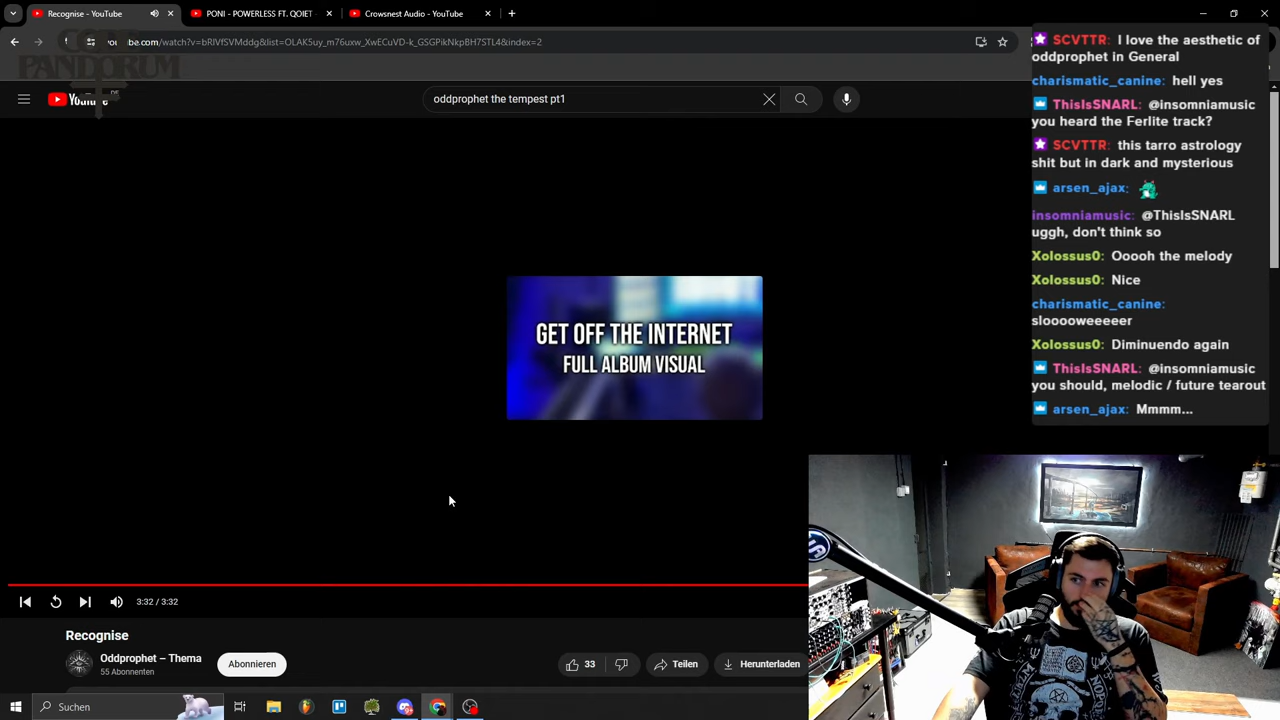 Recognise - YouTube
PONI - POWERLESS FT. QOIET -
Crowsnest Audio - YouTube
youtube.com/watch?v=bRIVfSVMddg&list=OLAK5uy_m76uxw_XwECuVD-k_GSGPikNkpBH7STL4&index=2
PANDORUM
YouTube
DE
oddprophet the tempest pt1
SCVTTR: I love the aesthetic of
oddprophet in General
charismatic_canine: hell yes
ThisIsSNARL: @insomniamusic
you heard the Ferlite track?
SCVTTR: this tarro astrology
shit but in dark and mysterious
arsen_ajax:
insomniamusic: @ThisIsSNARL
uggh, don't think so
Xolossus0: Ooooh the melody
Xolossus0: Nice
charismatic_canine:
slooooweeeeer
Xolossus0: Diminuendo again
ThisIsSNARL: @insomniamusic
you should, melodic / future tearout
arsen_ajax: Mmmm...
GET OFF THE INTERNET
FULL ALBUM VISUAL
3:32 / 3:32
Recognise
Oddprophet – Thema
55 Abonnenten
Abonnieren
33
Teilen
Herunterladen
Suchen